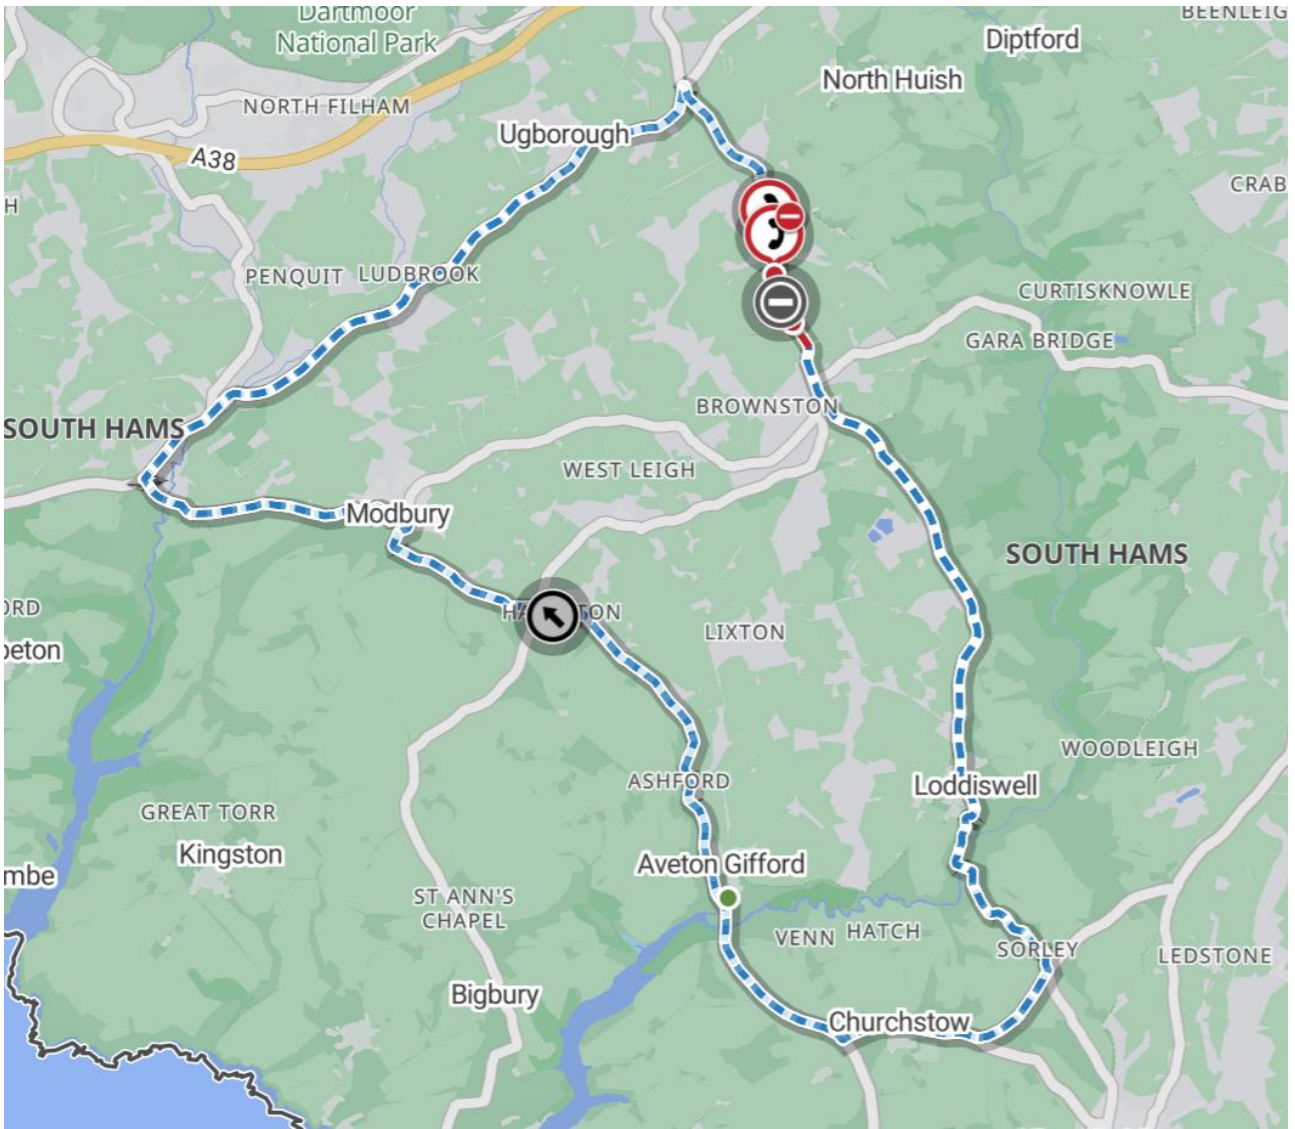 Dartmoor
National Park
BEENLEIG
Diptford
North Huish
NORTH FILHAM
Ugborough
A38
CRAB
H
PENQUIT
LUDBROOK
CURTISKNOWLE
GARA BRIDGE
BROWNSTON
SOUTH HAMS
WEST LEIGH
Modbury
SOUTH HAMS
ORD
LIXTON
beton
WOODLEIGH
ASHFORD
Loddiswell
GREAT TORR
Kingston
Aveton Gifford
mbe
ST ANN'S
CHAPEL
VENN
HATCH
SORLEY
LEDSTONE
Bigbury
Churchstow